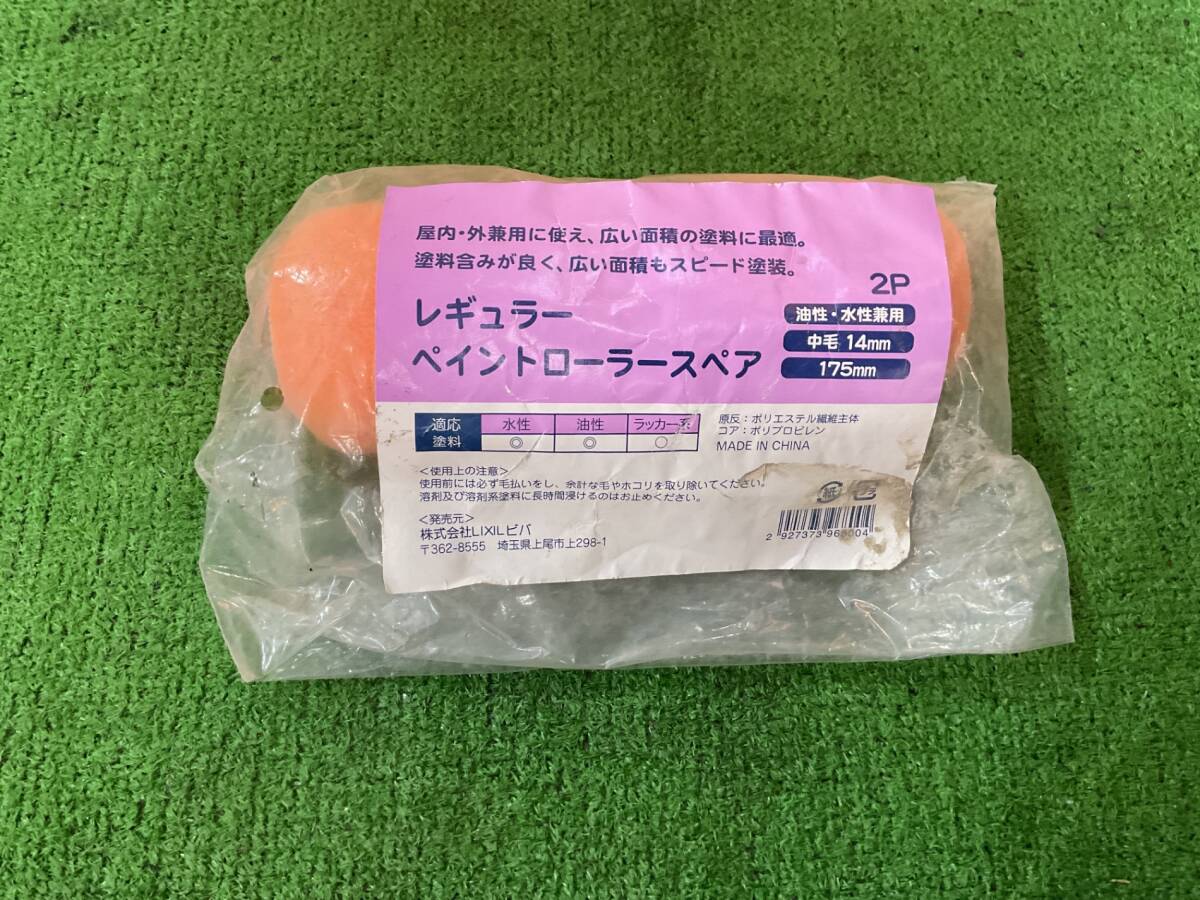 屋内・外兼用に使え、広い面積の塗料に最適。
塗料含みが良く、広い面積もスピード塗装。
2P
レギュラー
ペイントローラースペア
油性・水性兼用
中毛 14mm
175mm
適応塗料 水性 油性 ラッカー系
◎ ◎ ○
原反：ポリエステル繊維主体
コア：ポリプロピレン
MADE IN CHINA
＜使用上の注意＞
使用前には必ず毛払いをし、余計な毛やホコリを取り除いてください。
溶剤及び溶剤系塗料に長時間浸けるのはお止めください。
＜発売元＞
株式会社LIXILビバ
〒362-8555 埼玉県上尾市上298-1
紙
2 927373